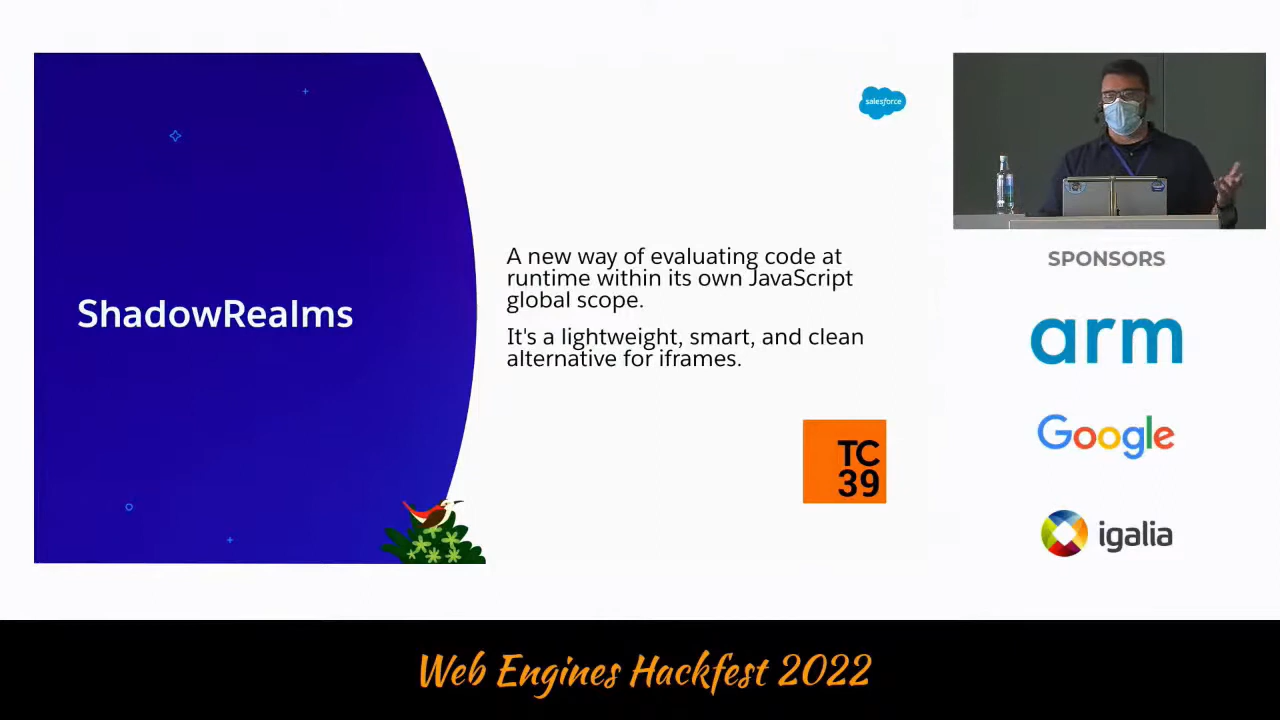 ShadowRealms
salesforce
A new way of evaluating code at
runtime within its own JavaScript
global scope.
It's a lightweight, smart, and clean
alternative for iframes.
TC
39
SPONSORS
arm
Google
igalia
Web Engines Hackfest 2022